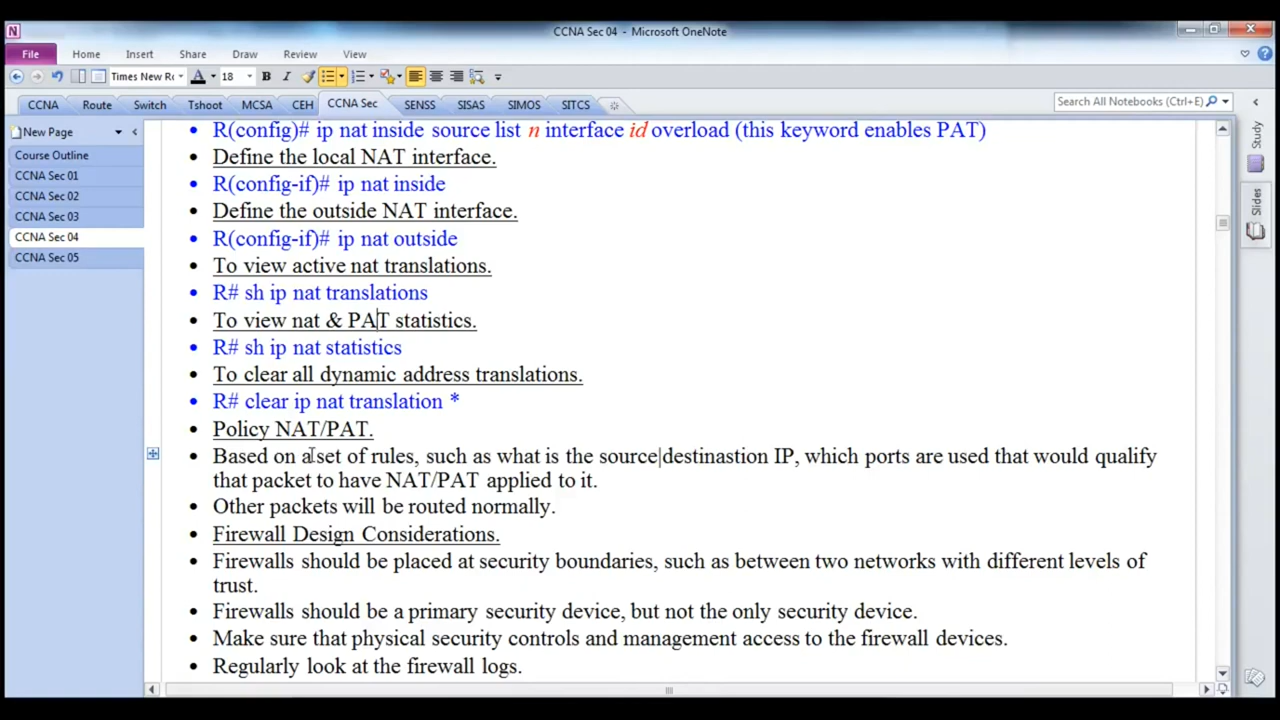 CCNA Sec 04 - Microsoft OneNote
File Home Insert Share Draw Review View
Times New Rc 18 B I
CCNA Route Switch Tshoot MCSA CEH CCNA Sec SENSS SISAS SIMOS SITCS Search All Notebooks (Ctrl+E)
New Page
Course Outline
CCNA Sec 01
CCNA Sec 02
CCNA Sec 03
CCNA Sec 04
CCNA Sec 05
• R(config)# ip nat inside source list n interface id overload (this keyword enables PAT)
• Define the local NAT interface.
• R(config-if)# ip nat inside
• Define the outside NAT interface.
• R(config-if)# ip nat outside
• To view active nat translations.
• R# sh ip nat translations
• To view nat & PAT statistics.
• R# sh ip nat statistics
• To clear all dynamic address translations.
• R# clear ip nat translation *
• Policy NAT/PAT.
• Based on a set of rules, such as what is the source|destinastion IP, which ports are used that would qualify
that packet to have NAT/PAT applied to it.
• Other packets will be routed normally.
• Firewall Design Considerations.
• Firewalls should be placed at security boundaries, such as between two networks with different levels of
trust.
• Firewalls should be a primary security device, but not the only security device.
• Make sure that physical security controls and management access to the firewall devices.
• Regularly look at the firewall logs.
Study
Slides